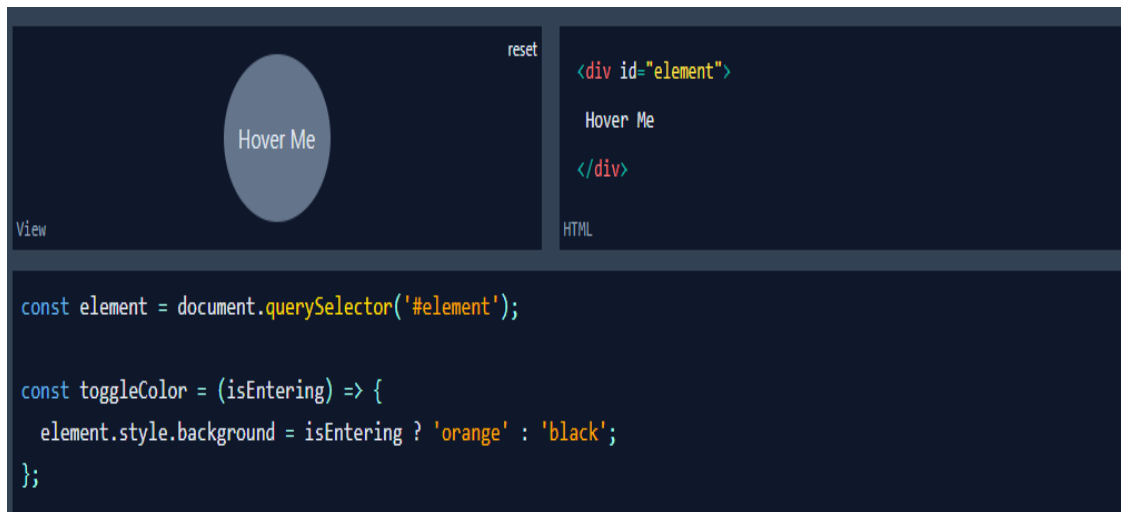 reset
Hover Me
View
<div id="element">
Hover Me
</div>
HTML
const element = document.querySelector('#element');
const toggleColor = (isEntering) => {
element.style.background = isEntering ? 'orange' : 'black';
};